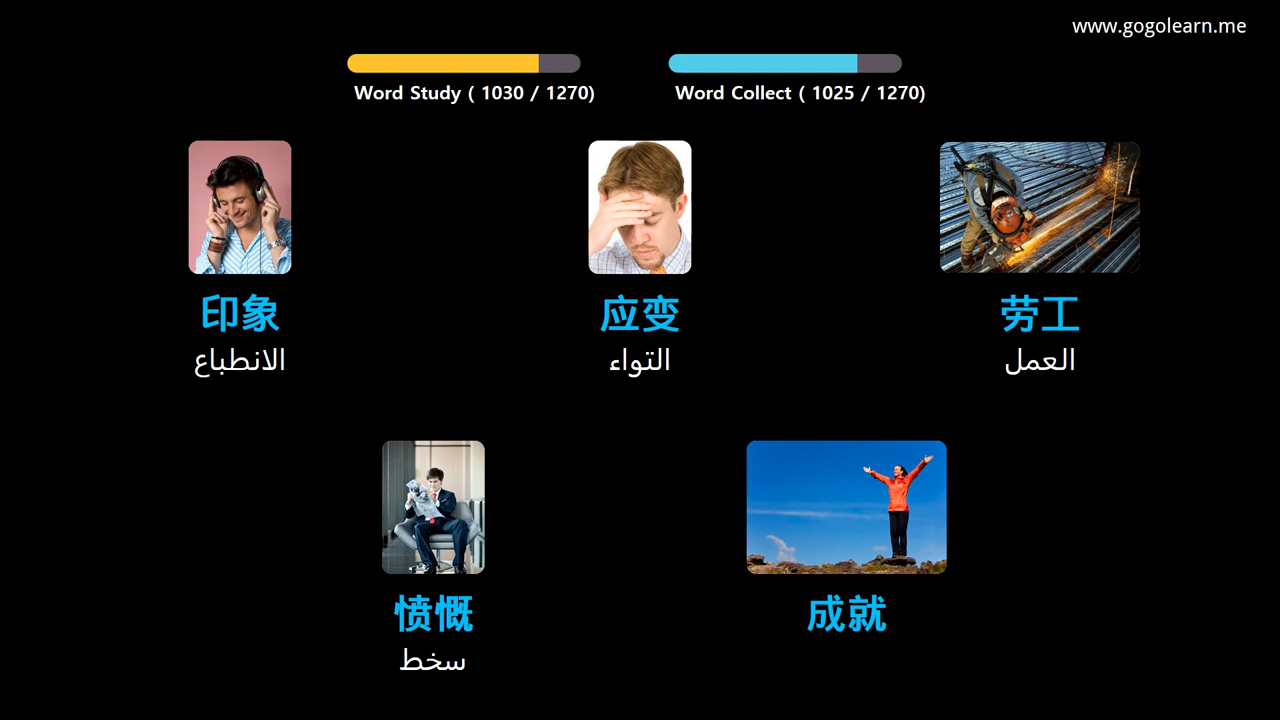 www.gogolearn.me
Word Study ( 1030 / 1270)
Word Collect ( 1025 / 1270)
印象
الانطباع
应变
التواء
劳工
العمل
愤慨
سخط
成就